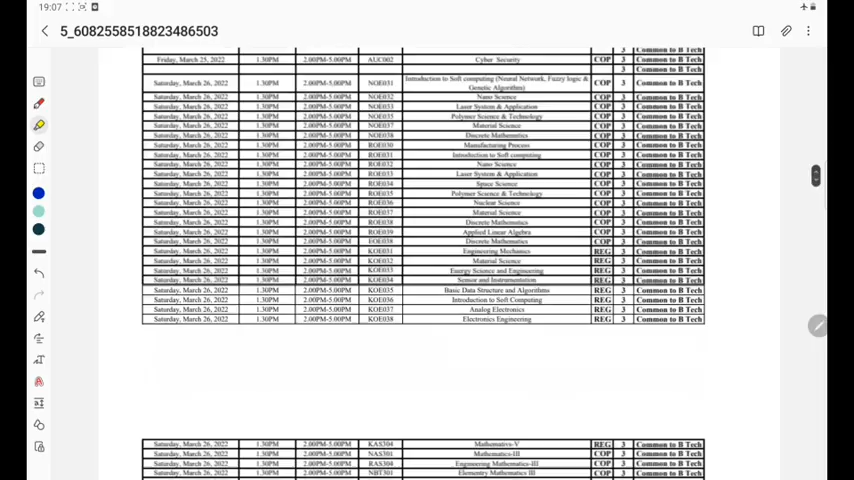 19:07
5_6082558518823486503
3 Common to B Tech
Friday, March 25, 2022 1.30PM 2.00PM-5.00PM AUC002 Cyber Security COP 3 Common to B Tech
3 Common to B Tech
Saturday, March 26, 2022 1.30PM 2.00PM-5.00PM NOE031 Introduction to Soft computing (Neural Network, Fuzzy logic & Genetic Algorithm) COP 3 Common to B Tech
Saturday, March 26, 2022 1.30PM 2.00PM-5.00PM NOE032 Nano Science COP 3 Common to B Tech
Saturday, March 26, 2022 1.30PM 2.00PM-5.00PM NOE033 Laser System & Application COP 3 Common to B Tech
Saturday, March 26, 2022 1.30PM 2.00PM-5.00PM NOE035 Polymer Science & Technology COP 3 Common to B Tech
Saturday, March 26, 2022 1.30PM 2.00PM-5.00PM NOE037 Material Science COP 3 Common to B Tech
Saturday, March 26, 2022 1.30PM 2.00PM-5.00PM NOE038 Discrete Mathematics COP 3 Common to B Tech
Saturday, March 26, 2022 1.30PM 2.00PM-5.00PM ROE030 Manufacturing Process COP 3 Common to B Tech
Saturday, March 26, 2022 1.30PM 2.00PM-5.00PM ROE031 Introduction to Soft computing COP 3 Common to B Tech
Saturday, March 26, 2022 1.30PM 2.00PM-5.00PM ROE032 Nano Science COP 3 Common to B Tech
Saturday, March 26, 2022 1.30PM 2.00PM-5.00PM ROE033 Laser System & Application COP 3 Common to B Tech
Saturday, March 26, 2022 1.30PM 2.00PM-5.00PM ROE034 Space Science COP 3 Common to B Tech
Saturday, March 26, 2022 1.30PM 2.00PM-5.00PM ROE035 Polymer Science & Technology COP 3 Common to B Tech
Saturday, March 26, 2022 1.30PM 2.00PM-5.00PM ROE036 Nuclear Science COP 3 Common to B Tech
Saturday, March 26, 2022 1.30PM 2.00PM-5.00PM ROE037 Material Science COP 3 Common to B Tech
Saturday, March 26, 2022 1.30PM 2.00PM-5.00PM ROE038 Discrete Mathematics COP 3 Common to B Tech
Saturday, March 26, 2022 1.30PM 2.00PM-5.00PM ROE039 Applied Linear Algebra COP 3 Common to B Tech
Saturday, March 26, 2022 1.30PM 2.00PM-5.00PM EOE038 Discrete Mathematics COP 3 Common to B Tech
Saturday, March 26, 2022 1.30PM 2.00PM-5.00PM KOE031 Engineering Mechanics REG 3 Common to B Tech
Saturday, March 26, 2022 1.30PM 2.00PM-5.00PM KOE032 Material Science REG 3 Common to B Tech
Saturday, March 26, 2022 1.30PM 2.00PM-5.00PM KOE033 Energy Science and Engineering REG 3 Common to B Tech
Saturday, March 26, 2022 1.30PM 2.00PM-5.00PM KOE034 Sensor and Instrumentation REG 3 Common to B Tech
Saturday, March 26, 2022 1.30PM 2.00PM-5.00PM KOE035 Basic Data Structure and Algorithms REG 3 Common to B Tech
Saturday, March 26, 2022 1.30PM 2.00PM-5.00PM KOE036 Introduction to Soft Computing REG 3 Common to B Tech
Saturday, March 26, 2022 1.30PM 2.00PM-5.00PM KOE037 Analog Electronics REG 3 Common to B Tech
Saturday, March 26, 2022 1.30PM 2.00PM-5.00PM KOE038 Electronics Engineering REG 3 Common to B Tech
Saturday, March 26, 2022 1.30PM 2.00PM-5.00PM KAS304 REG 3 Common to B Tech
Saturday, March 26, 2022 1.30PM 2.00PM-5.00PM NAS301 Mathematics-III COP 3 Common to B Tech
Saturday, March 26, 2022 1.30PM 2.00PM-5.00PM RAS304 Engineering Mathematics-III COP 3 Common to B Tech
Saturday, March 26, 2022 1.30PM 2.00PM-5.00PM NBT301 Elementry Mathematics III COP 3 Common to B Tech